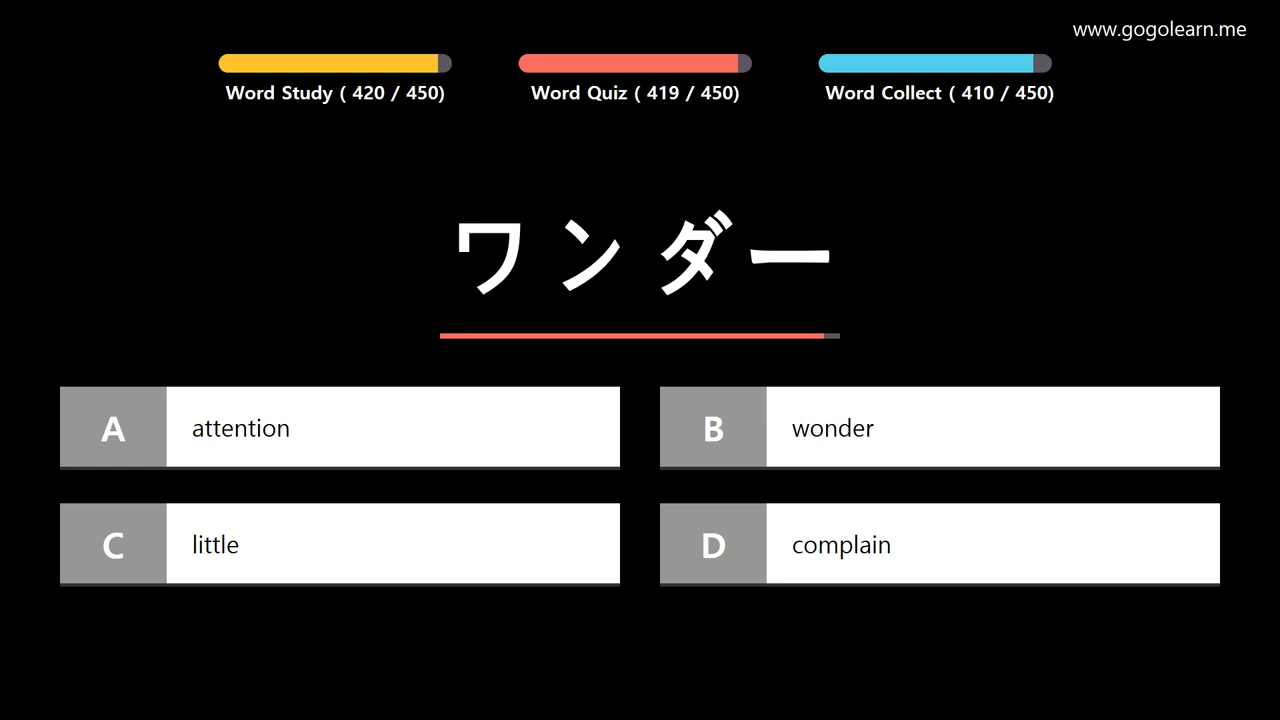 www.gogolearn.me
Word Study ( 420 / 450)
Word Quiz ( 419 / 450)
Word Collect ( 410 / 450)
ワンダー
A attention
B wonder
C little
D complain